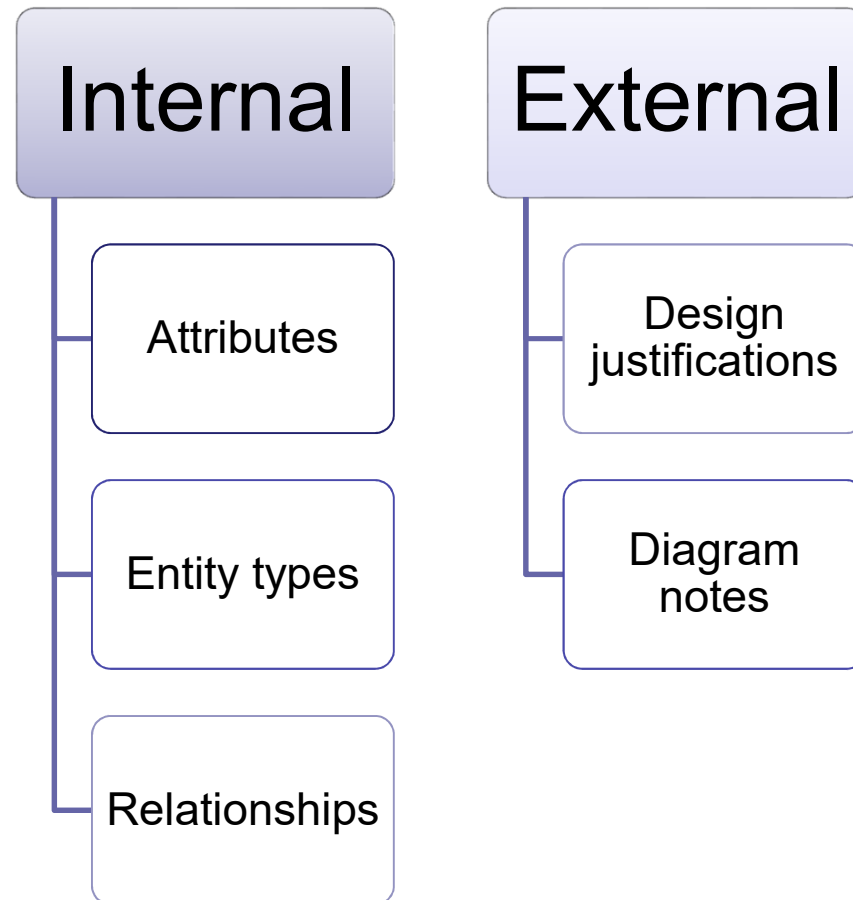 Internal
Attributes
Entity types
Relationships
External
Design
justifications
Diagram
notes